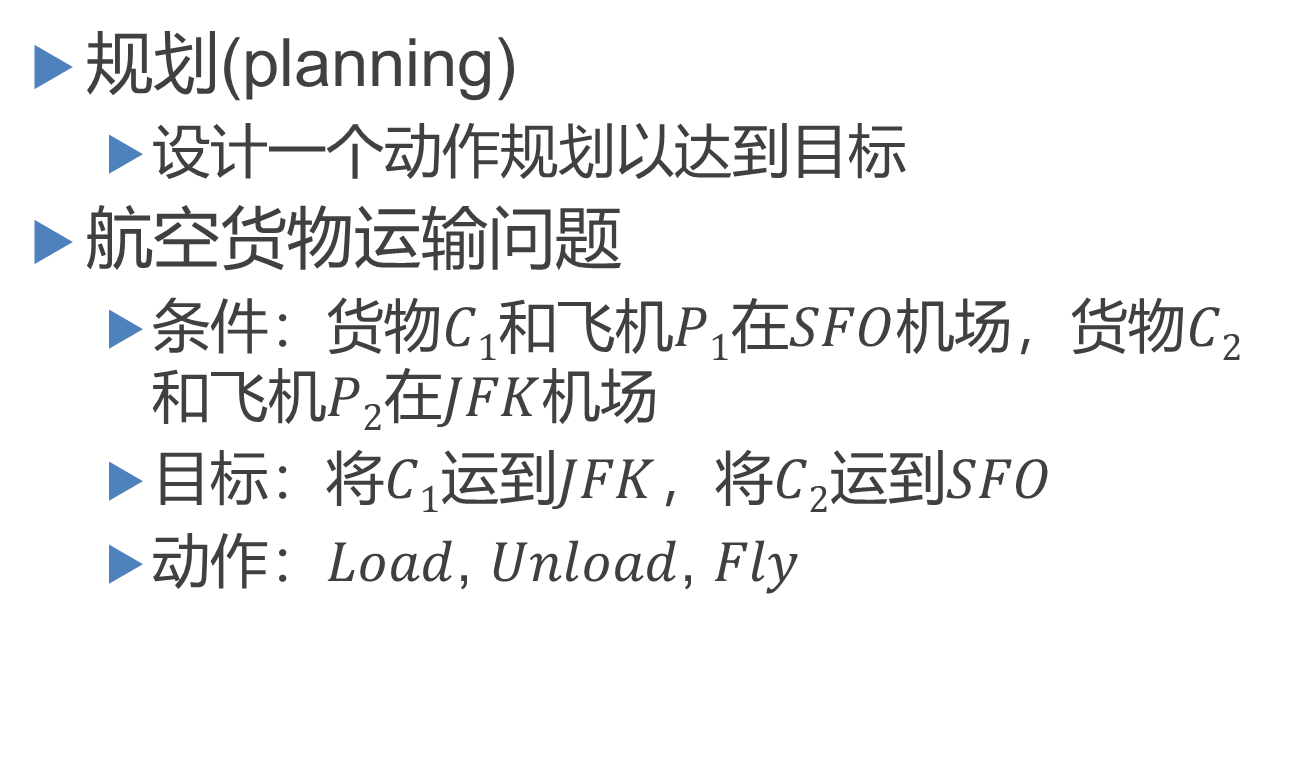 规划(planning)
设计一个动作规划以达到目标
航空货物运输问题
条件：货物C₁和飞机P₁在SFO机场，货物C₂
和飞机P₂在JFK机场
目标：将C₁运到JFK，将C₂运到SFO
动作：Load, Unload, Fly